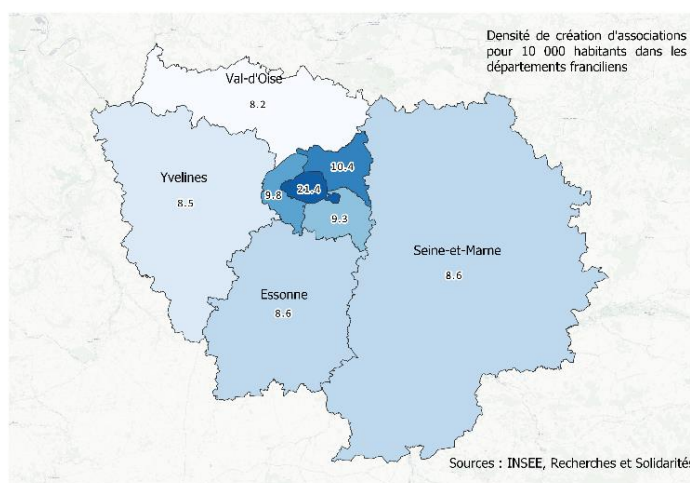 Densité de création d'associations
pour 10 000 habitants dans les
départements franciliens
Val-d'Oise
8.2
10.4
Yvelines
8.5
9.8
21.4
9.3
Seine-et-Marne
8.6
Essonne
8.6
Sources : INSEE, Recherches et Solidarités